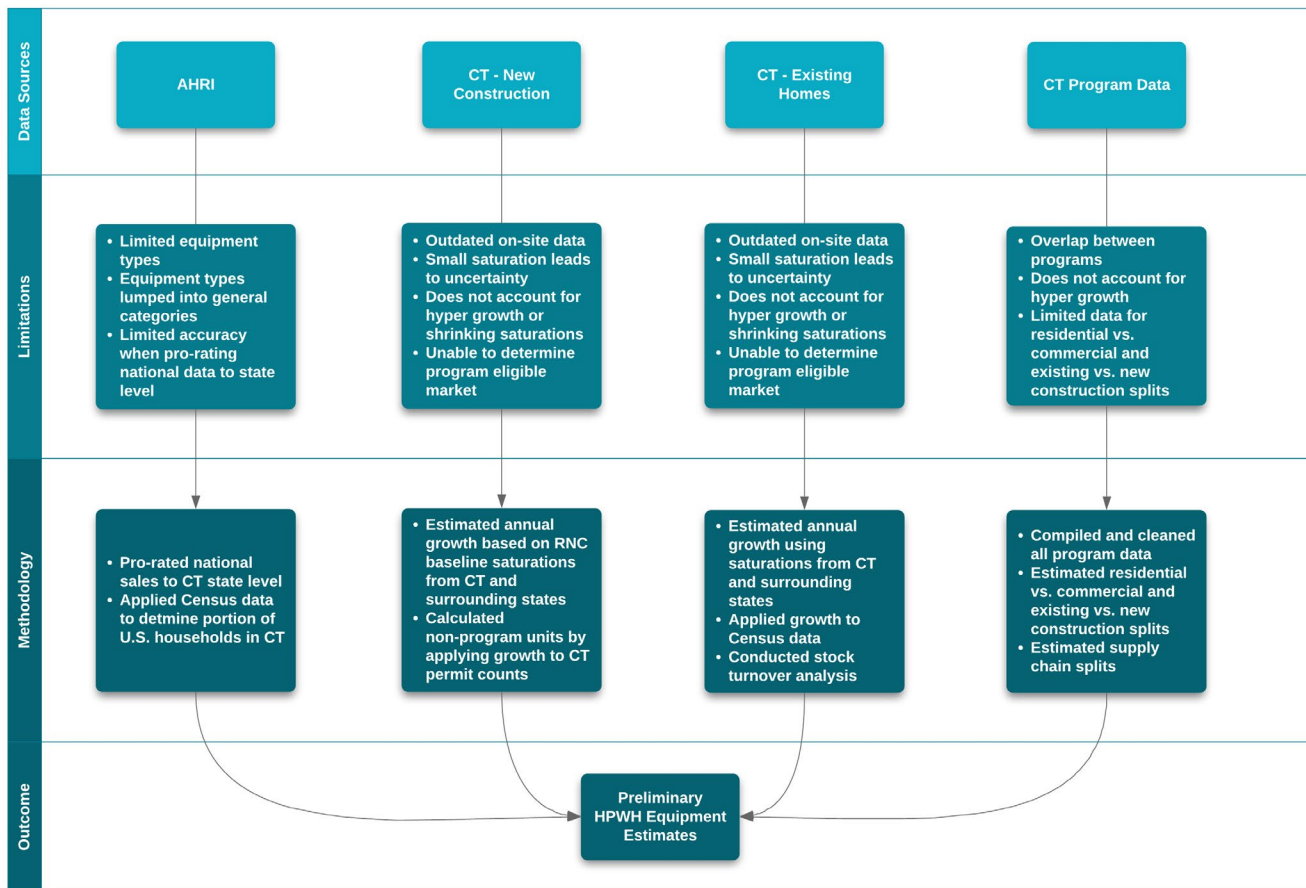 Data Sources
AHRI
CT - New
Construction
CT - Existing
Homes
CT Program Data
Limitations
• Limited equipment
types
• Equipment types
lumped into general
categories
• Limited accuracy
when pro-rating
national data to state
level
• Outdated on-site data
• Small saturation leads
to uncertainty
• Does not account for
hyper growth or
shrinking saturations
• Unable to determine
program eligible
market
• Outdated on-site data
• Small saturation leads
to uncertainty
• Does not account for
hyper growth or
shrinking saturations
• Unable to determine
program eligible
market
• Overlap between
programs
• Does not account for
hyper growth
• Limited data for
residential vs.
commercial and
existing vs. new
construction splits
Methodology
• Pro-rated national
sales to CT state level
• Applied Census data
to detmine portion of
U.S. households in CT
• Estimated annual
growth based on RNC
baseline saturations
from CT and
surrounding states
• Calculated
non-program units by
applying growth to CT
permit counts
• Estimated annual
growth using
saturations from CT
and surrounding
states
• Applied growth to
Census data
• Conducted stock
turnover analysis
• Compiled and cleaned
all program data
• Estimated residential
vs. commercial and
existing vs. new
construction splits
• Estimated supply
chain splits
Outcome
Preliminary
HPWH Equipment
Estimates